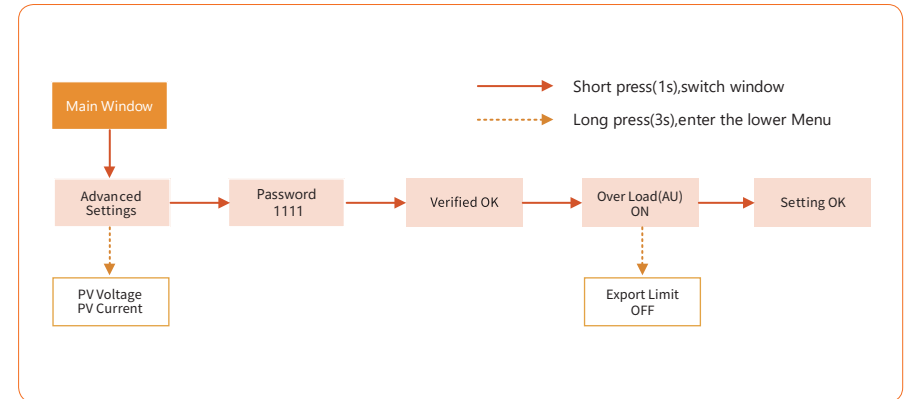 Short press(1s),switch window
Main Window
Long press(3s),enter the lower Menu
Advanced
Settings
Password
1111
Verified OK
Over Load(AU)
ON
Setting OK
PV Voltage
PV Current
Export Limit
OFF